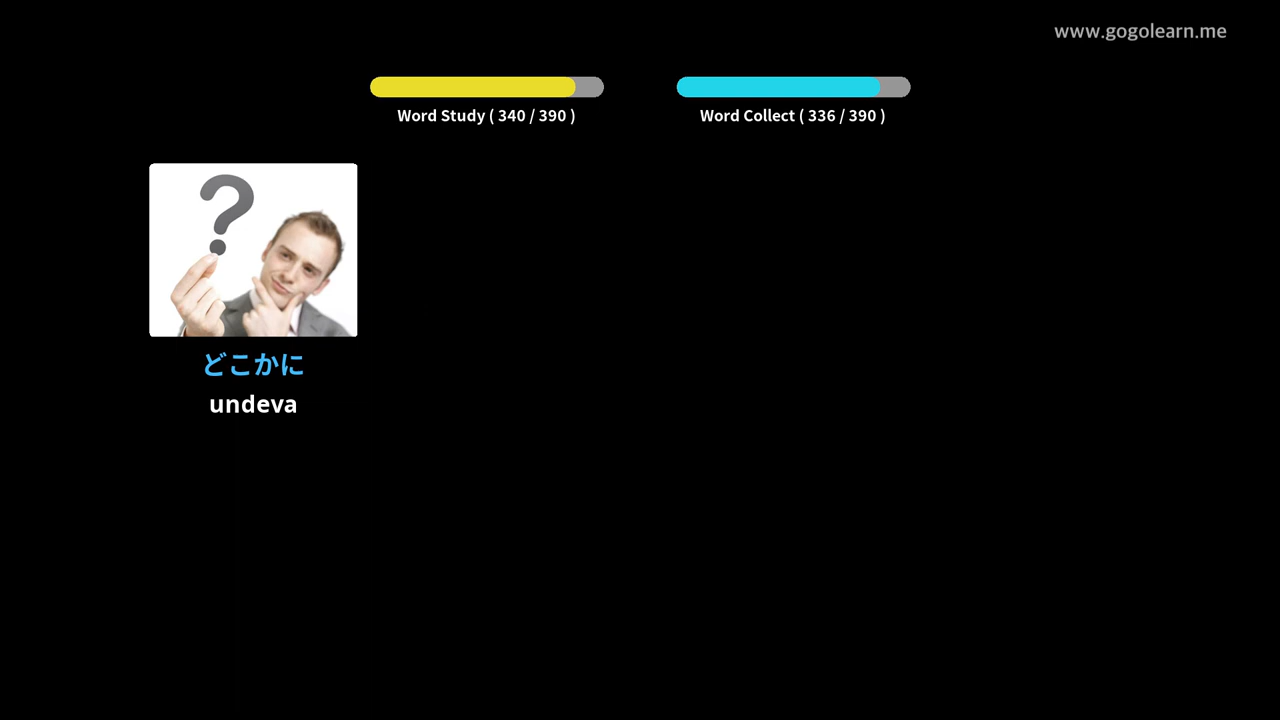 www.gogolearn.me
Word Study ( 340 / 390 )
Word Collect ( 336 / 390 )
?
どこかに
undeva